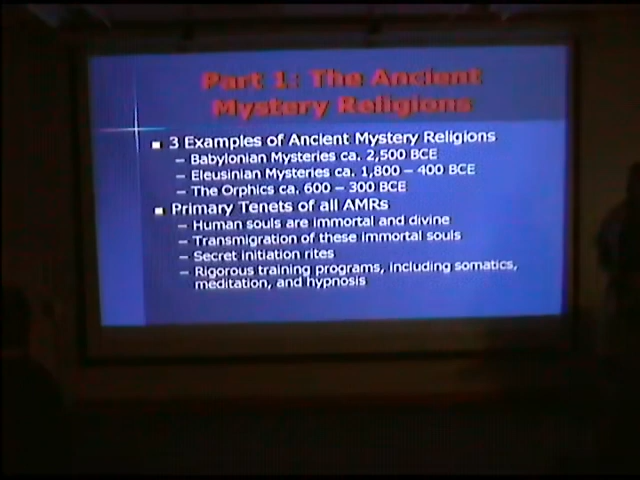 Part 1: The Ancient
Mystery Religions
3 Examples of Ancient Mystery Religions
– Babylonian Mysteries ca. 2,500 BCE
– Eleusinian Mysteries ca. 1,800 – 400 BCE
– The Orphics ca. 600 – 300 BCE
Primary Tenets of all AMRs
– Human souls are immortal and divine
– Transmigration of these immortal souls
– Secret initiation rites
– Rigorous training programs, including somatics,
meditation, and hypnosis